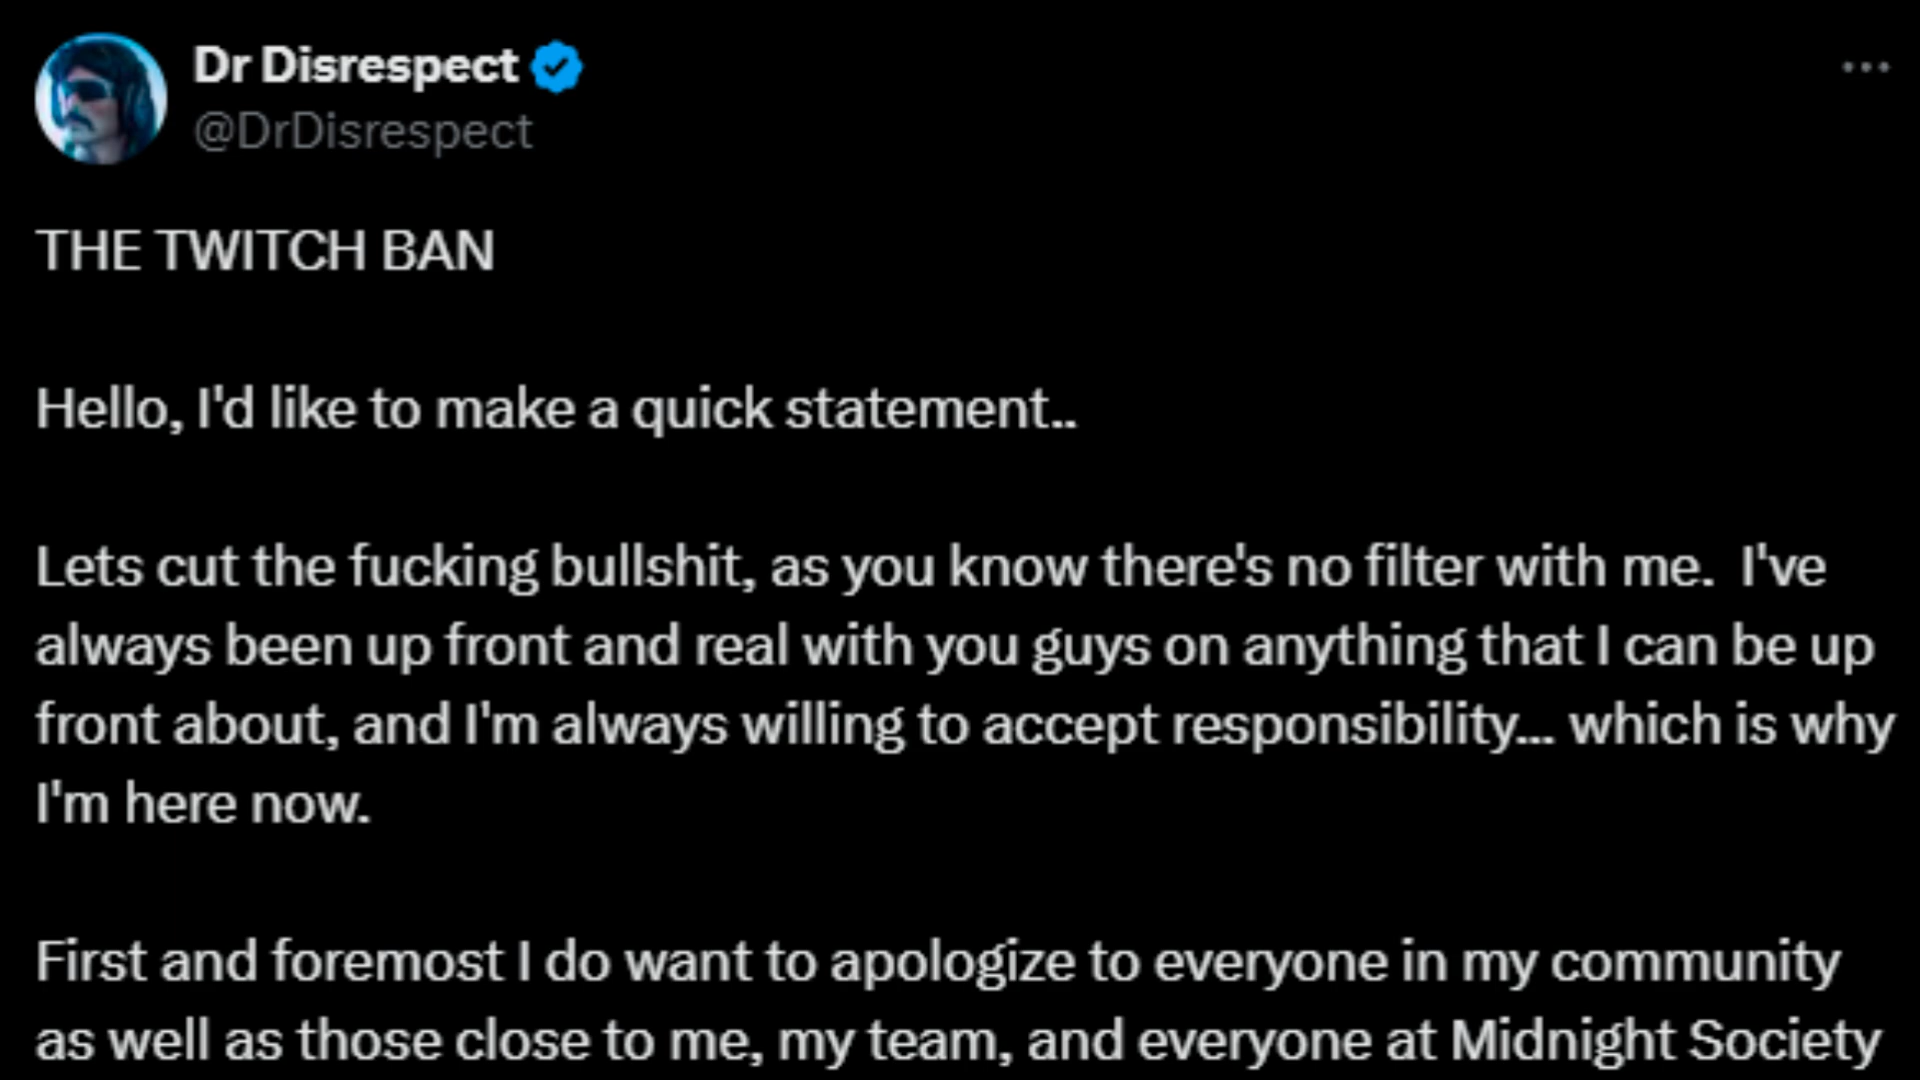 Dr Disrespect
@DrDisrespect
THE TWITCH BAN
Hello, I'd like to make a quick statement..
Lets cut the fucking bullshit, as you know there's no filter with me.  I've
always been up front and real with you guys on anything that I can be up
front about, and I'm always willing to accept responsibility... which is why
I'm here now.
First and foremost I do want to apologize to everyone in my community
as well as those close to me, my team, and everyone at Midnight Society